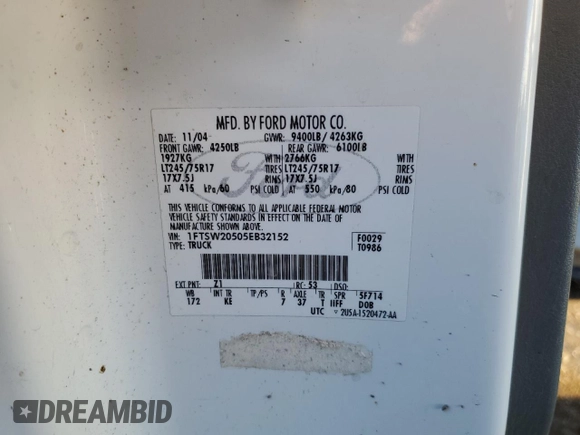 MFD. BY FORD MOTOR CO.
DATE: 11/04 GVWR: 9400LB/ 4263KG
FRONT GAWR: 4250LB REAR GAWR: 6100LB
1927KG WITH 2766KG WITH
LT245/75R17 TIRES LT245/75R17 TIRES
17X7.5J RIMS 17X7.5J RIMS
AT 415 kPa/60 PSI COLD AT 550 kPa/80 PSI COLD
THIS VEHICLE CONFORMS TO ALL APPLICABLE FEDERAL MOTOR
VEHICLE SAFETY STANDARDS IN EFFECT ON THE DATE OF
MANUFACTURE SHOWN ABOVE.
VIN: 1FTSW20505EB32152 F0029
TYPE: TRUCK T0986
EXT PNT: Z1 RC: 53 DSO:
WB INT TR TP/PS R AXLE TR SPR 5F714
172 KE 7 37 T IIFF DOB
UTC ▽ 2U5A-1520472-AA
Ford
DREAMBID